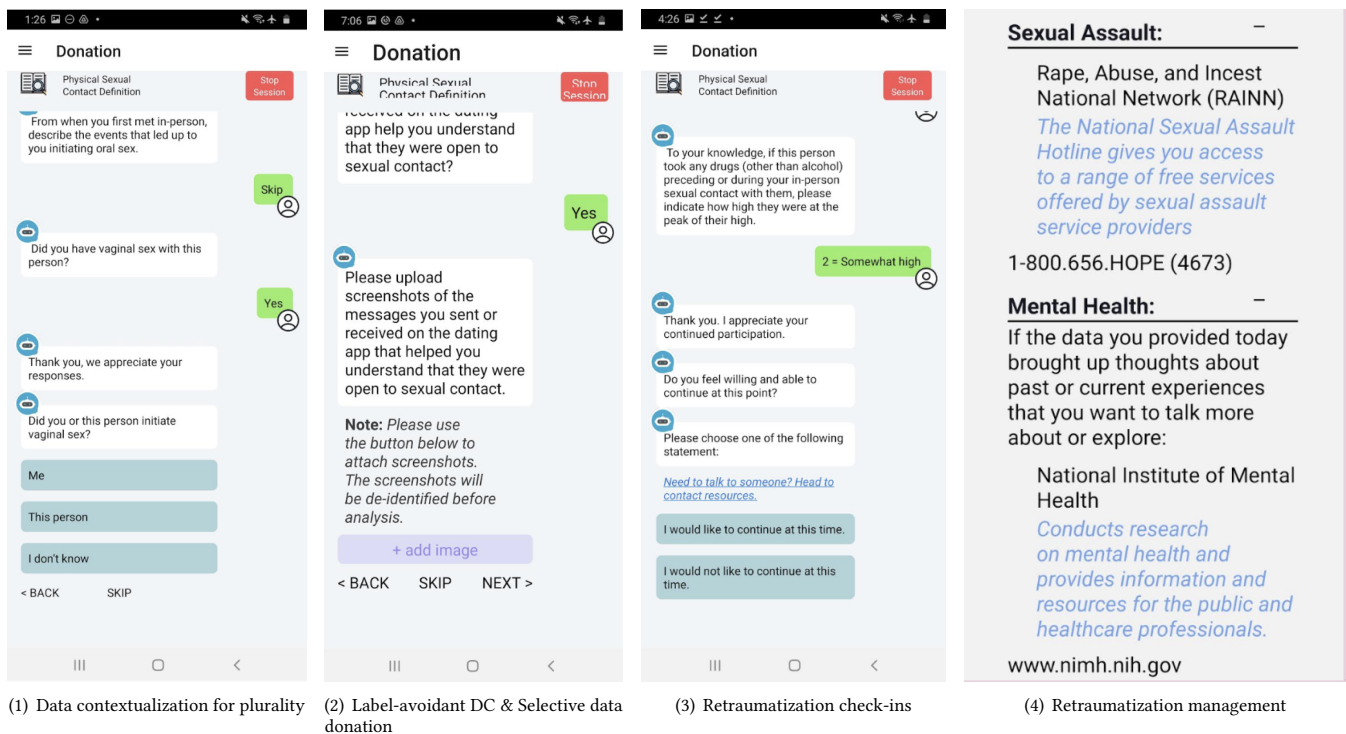 1:26
Donation
Physical Sexual
Contact Definition
Stop
Session
From when you first met in-person,
describe the events that led up to
you initiating oral sex.
Skip
Did you have vaginal sex with this
person?
Yes
Thank you, we appreciate your
responses.
Did you or this person initiate
vaginal sex?
Me
This person
I don't know
< BACK SKIP
(1) Data contextualization for plurality
7:06
Donation
Physical Sexual
Contact Definition
Stop
Session
received on the dating
app help you understand
that they were open to
sexual contact?
Yes
Please upload
screenshots of the
messages you sent or
received on the dating
app that helped you
understand that they were
open to sexual contact.
Note: Please use
the button below to
attach screenshots.
The screenshots will
be de-identified before
analysis.
+ add image
< BACK SKIP NEXT >
(2) Label-avoidant DC & Selective data
donation
4:26
Donation
Physical Sexual
Contact Definition
Stop
Session
To your knowledge, if this person
took any drugs (other than alcohol)
preceding or during your in-person
sexual contact with them, please
indicate how high they were at the
peak of their high.
2 = Somewhat high
Thank you. I appreciate your
continued participation.
Do you feel willing and able to
continue at this point?
Please choose one of the following
statement:
Need to talk to someone? Head to
contact resources.
I would like to continue at this time.
I would not like to continue at this
time.
(3) Retraumatization check-ins
Sexual Assault: –
Rape, Abuse, and Incest
National Network (RAINN)
The National Sexual Assault
Hotline gives you access
to a range of free services
offered by sexual assault
service providers
1-800.656.HOPE (4673)
Mental Health: –
If the data you provided today
brought up thoughts about
past or current experiences
that you want to talk more
about or explore:
National Institute of Mental
Health
Conducts research
on mental health and
provides information and
resources for the public and
healthcare professionals.
www.nimh.nih.gov
(4) Retraumatization management